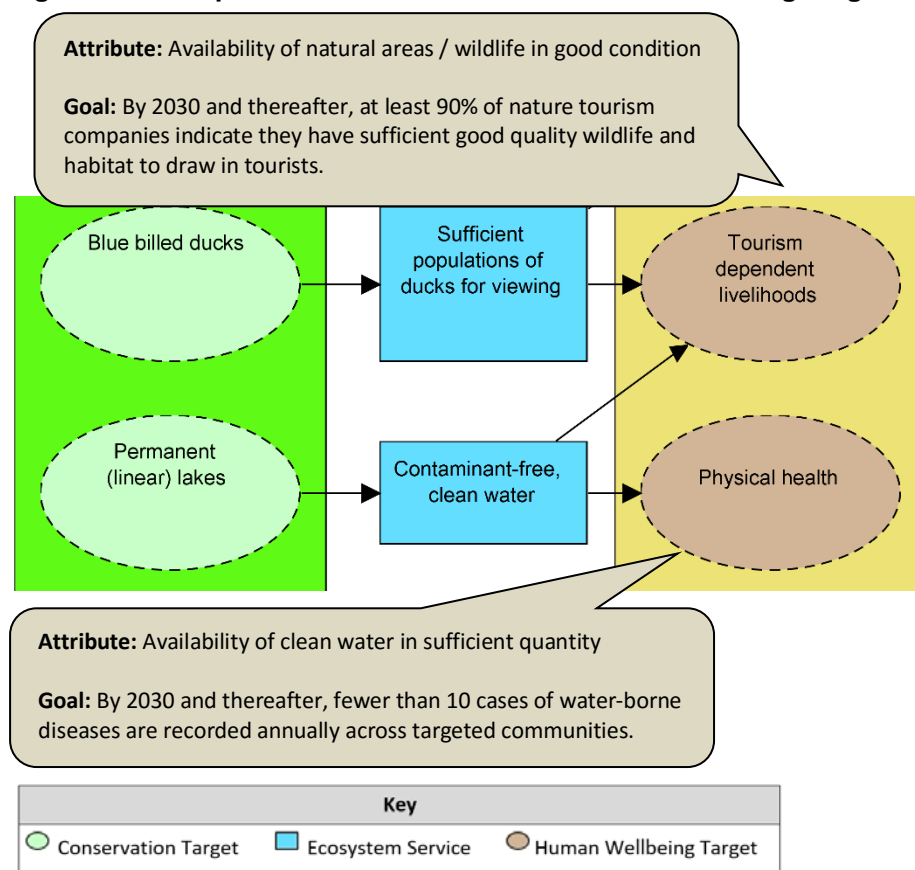 Attribute: Availability of natural areas / wildlife in good condition
Goal: By 2030 and thereafter, at least 90% of nature tourism
companies indicate they have sufficient good quality wildlife and
habitat to draw in tourists.
Blue billed ducks
Sufficient
populations of
ducks for viewing
Tourism
dependent
livelihoods
Permanent
(linear) lakes
Contaminant-free,
clean water
Physical health
Attribute: Availability of clean water in sufficient quantity
Goal: By 2030 and thereafter, fewer than 10 cases of water-borne
diseases are recorded annually across targeted communities.
Key
Conservation Target
Ecosystem Service
Human Wellbeing Target